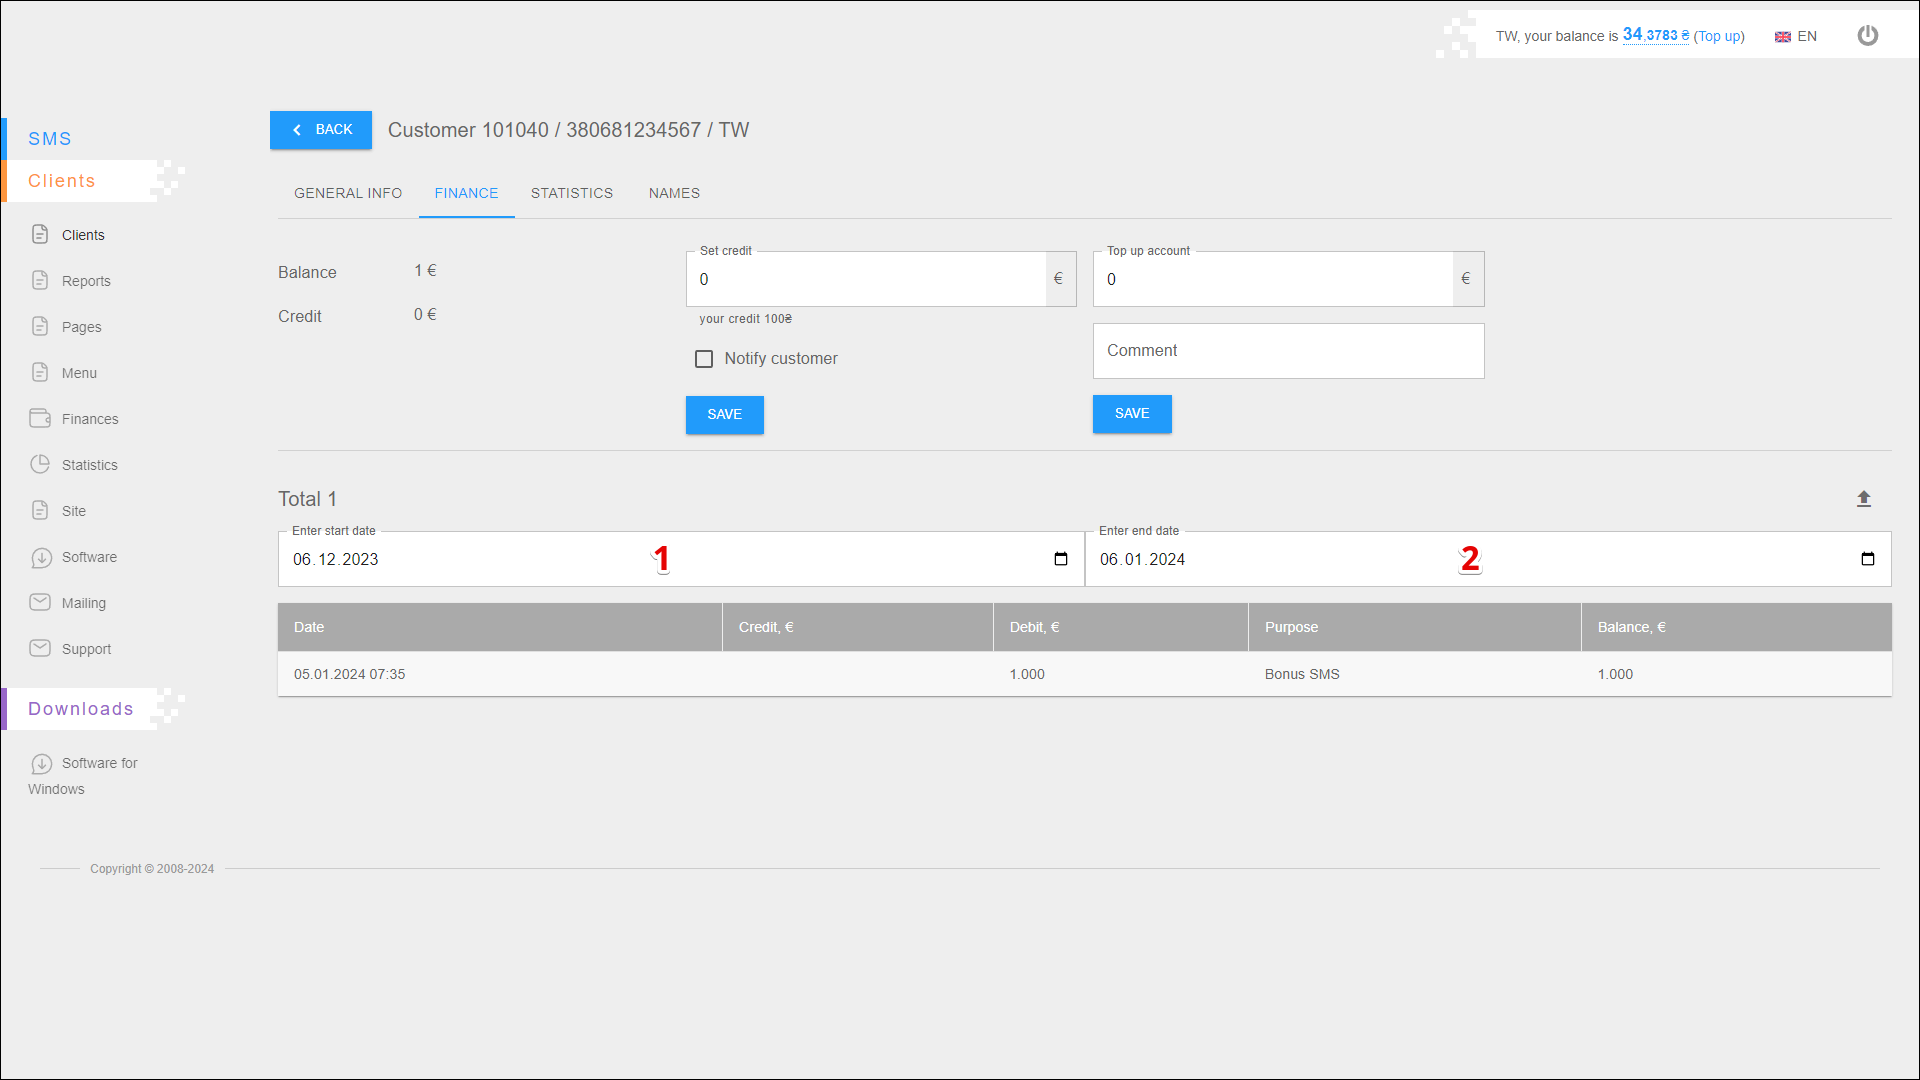 TW, your balance is 34,3783 ₴ (Top up)
EN
BACK
Customer 101040 / 380681234567 / TW
SMS
Clients
Clients
Reports
Pages
Menu
Finances
Statistics
Site
Software
Mailing
Support
Downloads
Software for
Windows
GENERAL INFO FINANCE STATISTICS NAMES
Balance 1 €
Credit 0 €
Set credit
0 €
your credit 100₴
Notify customer
SAVE
Top up account
0 €
Comment
SAVE
Total 1
Enter start date
06.12.2023
1
Enter end date
06.01.2024
2
Date Credit, € Debit, € Purpose Balance, €
05.01.2024 07:35 1.000 Bonus SMS 1.000
Copyright © 2008-2024